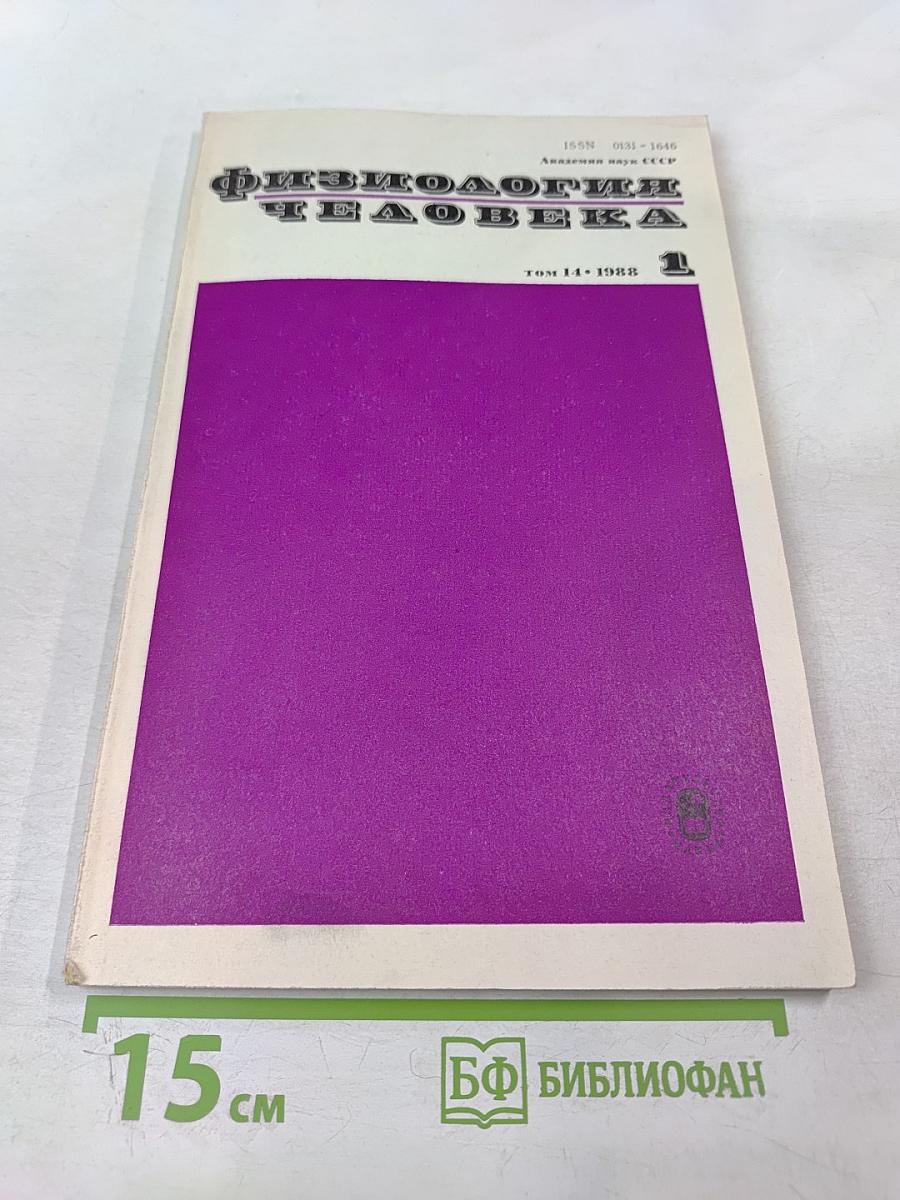 ISSN 0131-1646
Академия наук СССР
ФИЗИОЛОГИЯ
ЧЕЛОВЕКА
ТОМ 14 • 1988 1
15 см
БФ БИБЛИОФАН